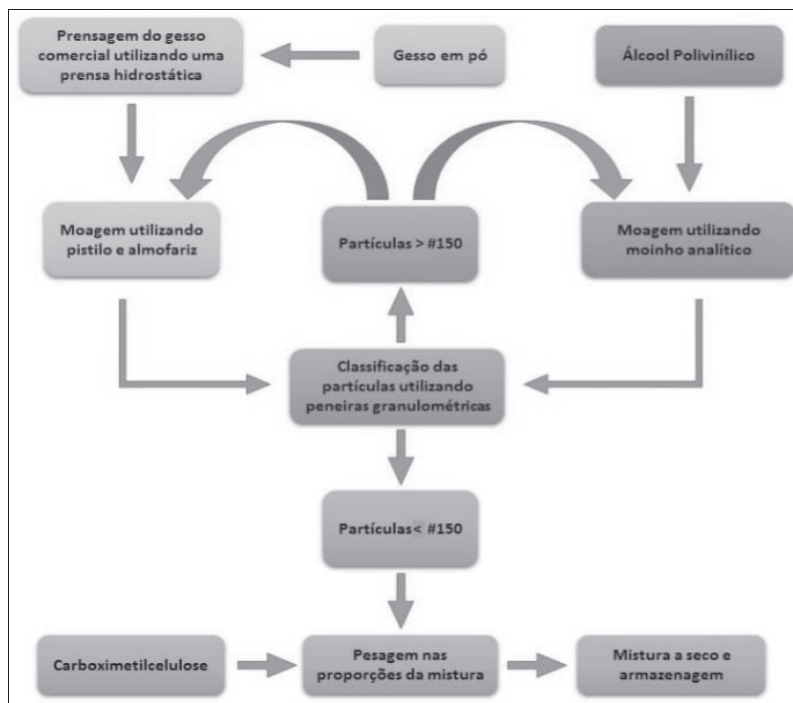 Prensagem do gesso
comercial utilizando uma
prensa hidrostática
Gesso em pó
Álcool Polivinílico
Moagem utilizando
pistilo e almofariz
Partículas > #150
Moagem utilizando
moinho analítico
Classificação das
partículas utilizando
peneiras granulométricas
Partículas< #150
Carboximetilcelulose
Pesagem nas
proporções da mistura
Mistura a seco e
armazenagem